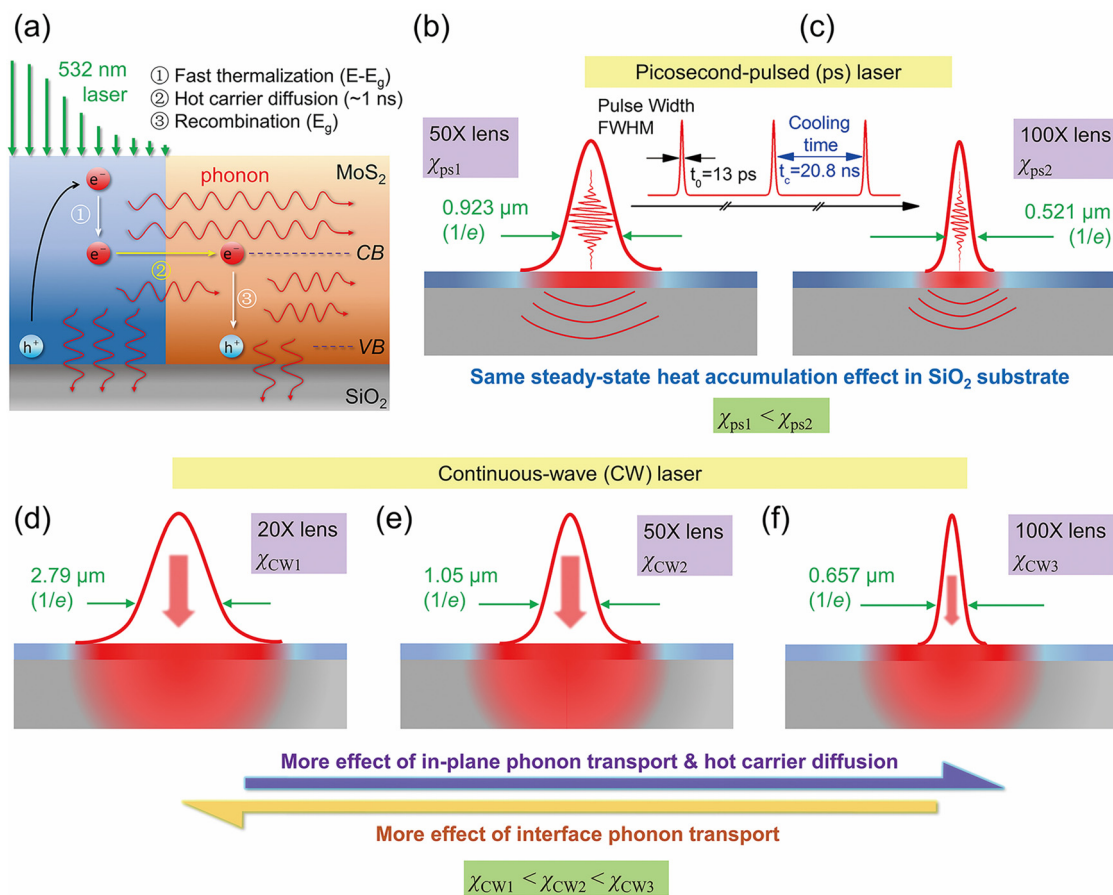 (a)
532 nm
laser
① Fast thermalization (E-Eg)
② Hot carrier diffusion (~1 ns)
③ Recombination (Eg)
MoS2
phonon
e⁻
①
e⁻
②
e⁻
CB
③
h⁺
h⁺
VB
SiO2
(b)
(c)
Picosecond-pulsed (ps) laser
50X lens
χps1
Pulse Width
FWHM
t0=13 ps
Cooling
time
tc=20.8 ns
100X lens
χps2
0.923 µm
(1/e)
0.521 µm
(1/e)
Same steady-state heat accumulation effect in SiO2 substrate
χps1 < χps2
Continuous-wave (CW) laser
(d)
20X lens
χCW1
2.79 µm
(1/e)
(e)
50X lens
χCW2
1.05 µm
(1/e)
(f)
100X lens
χCW3
0.657 µm
(1/e)
More effect of in-plane phonon transport & hot carrier diffusion
More effect of interface phonon transport
χCW1 < χCW2 < χCW3